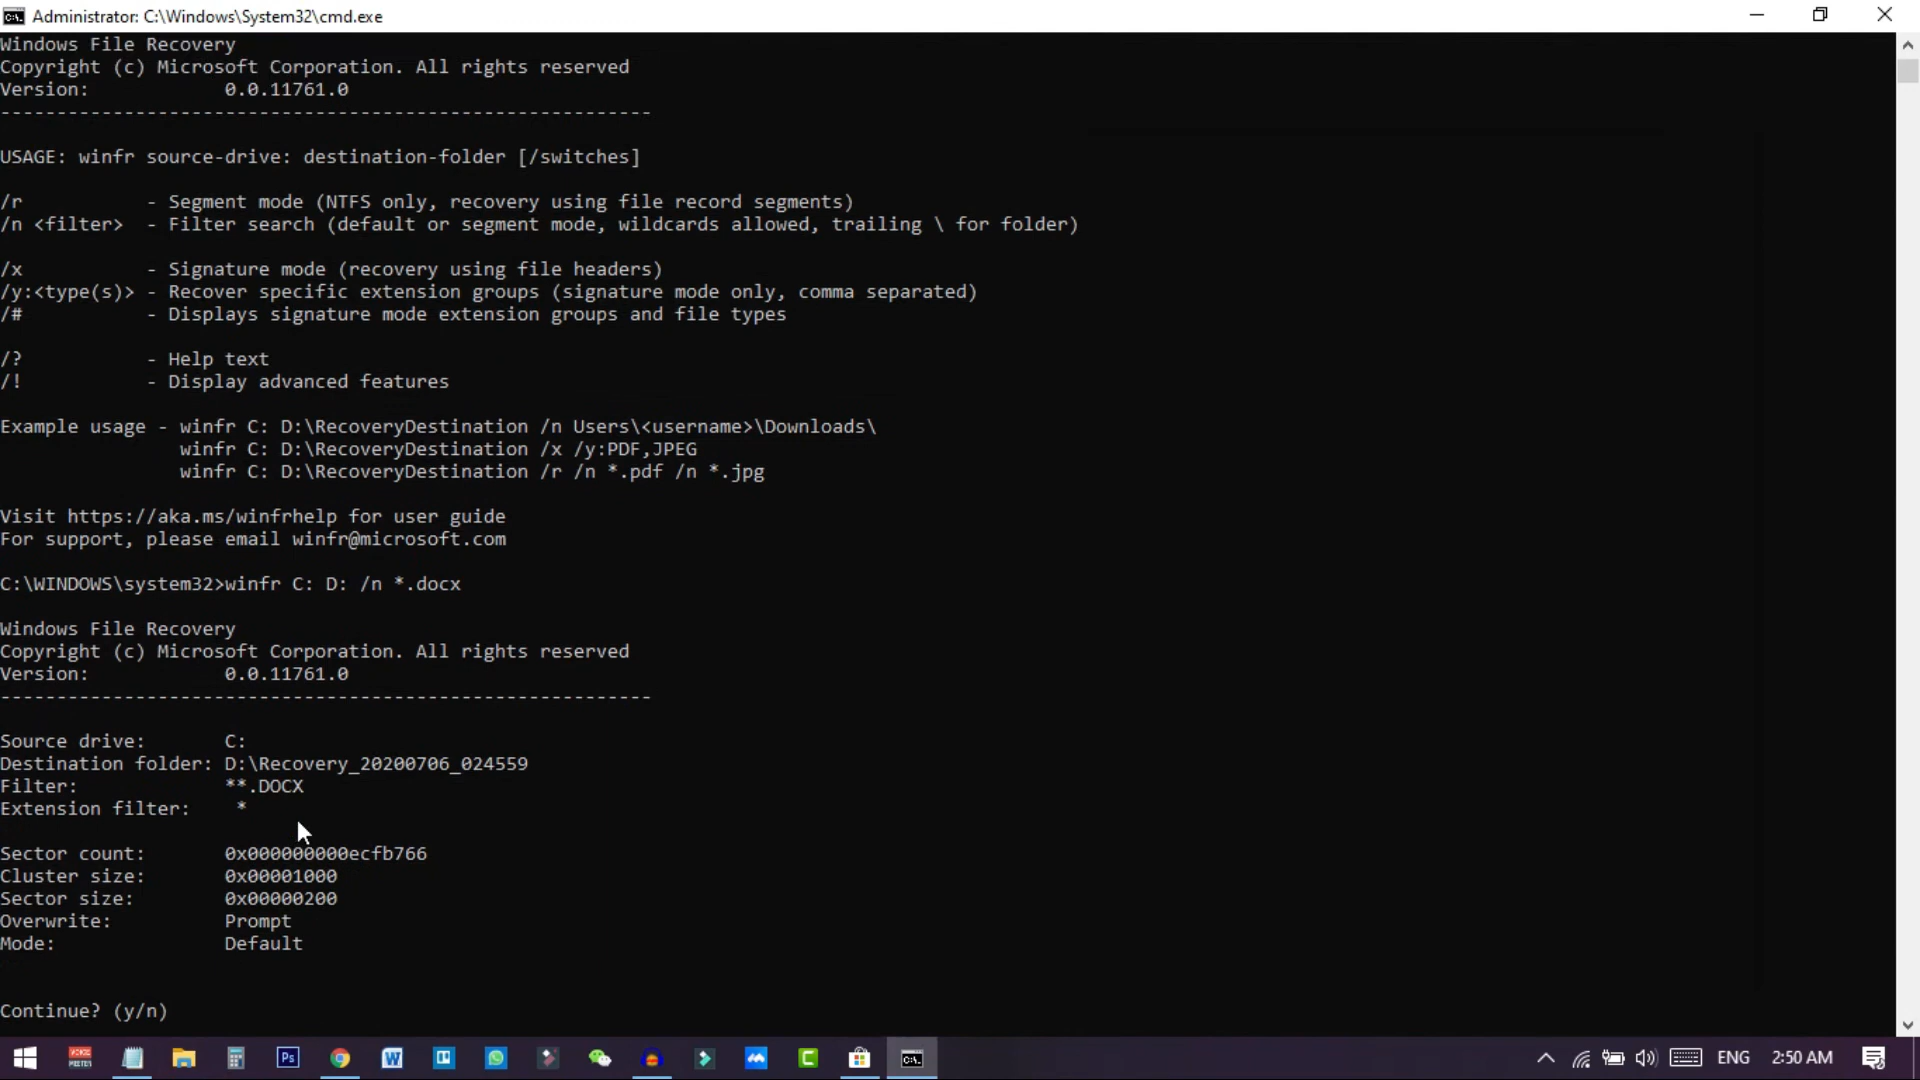 Administrator: C:\Windows\System32\cmd.exe
Windows File Recovery
Copyright (c) Microsoft Corporation. All rights reserved
Version:            0.0.11761.0
----------------------------------------------------------
USAGE: winfr source-drive: destination-folder [/switches]
/r           - Segment mode (NTFS only, recovery using file record segments)
/n <filter>  - Filter search (default or segment mode, wildcards allowed, trailing \ for folder)
/x           - Signature mode (recovery using file headers)
/y:<type(s)> - Recover specific extension groups (signature mode only, comma separated)
/#           - Displays signature mode extension groups and file types
/?           - Help text
/!           - Display advanced features
Example usage - winfr C: D:\RecoveryDestination /n Users\<username>\Downloads\
                winfr C: D:\RecoveryDestination /x /y:PDF,JPEG
                winfr C: D:\RecoveryDestination /r /n *.pdf /n *.jpg
Visit https://aka.ms/winfrhelp for user guide
For support, please email winfr@microsoft.com
C:\WINDOWS\system32>winfr C: D: /n *.docx
Windows File Recovery
Copyright (c) Microsoft Corporation. All rights reserved
Version:            0.0.11761.0
----------------------------------------------------------
Source drive:       C:
Destination folder: D:\Recovery_20200706_024559
Filter:             **.DOCX
Extension filter:    *
Sector count:       0x000000000ecfb766
Cluster size:       0x00001000
Sector size:        0x00000200
Overwrite:          Prompt
Mode:               Default
Continue? (y/n)
Ps
W
C
ENG
2:50 AM